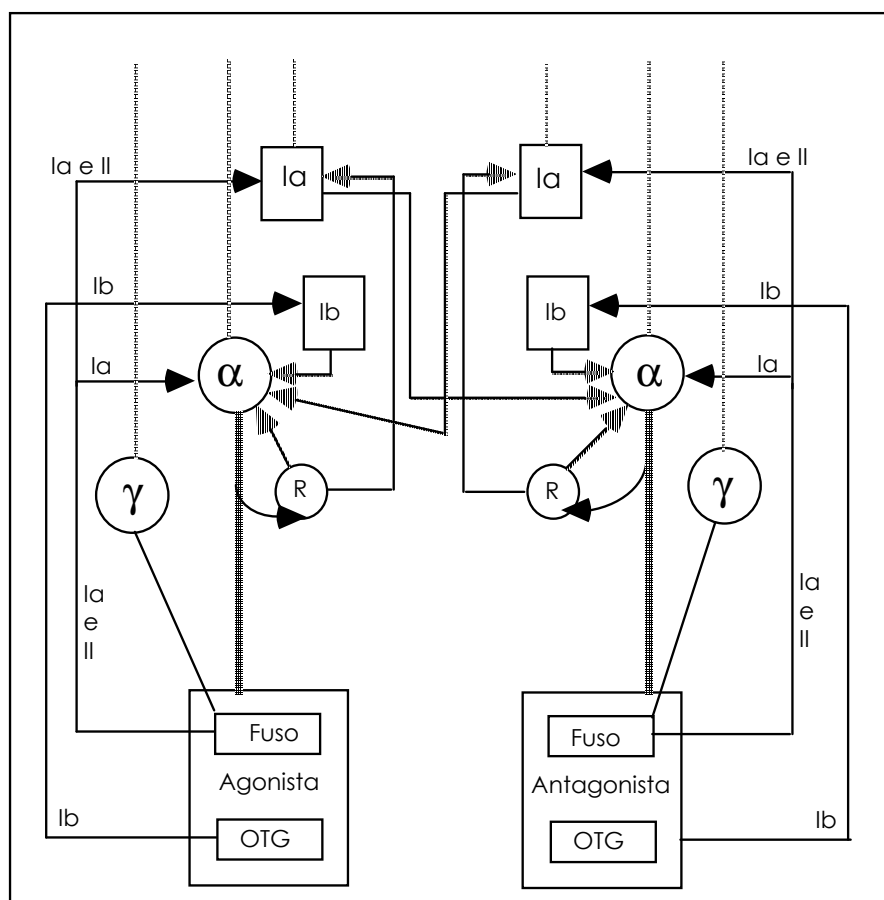 Ia e II
Ia
Ia
Ia e II
Ib
Ib
Ib
Ib
Ia
α
α
Ia
γ
R
R
γ
Ia
e
II
Ia
e
II
Fuso
Fuso
Agonista
Antagonista
Ib
OTG
OTG
Ib